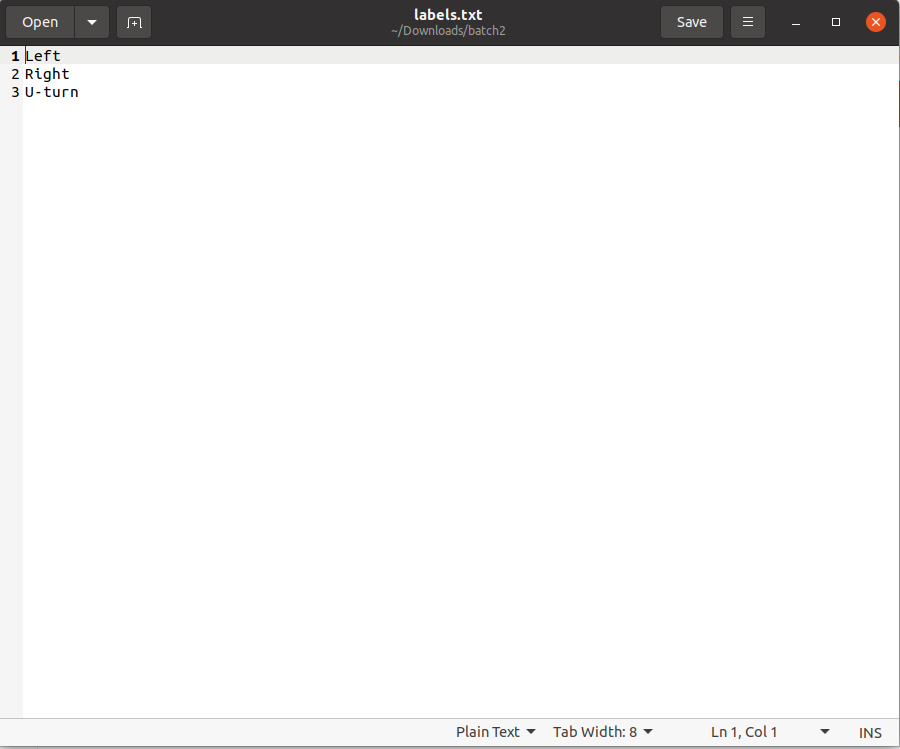 Open
labels.txt
~/Downloads/batch2
Save
1 Left
2 Right
3 U-turn
Plain Text
Tab Width: 8
Ln 1, Col 1
INS